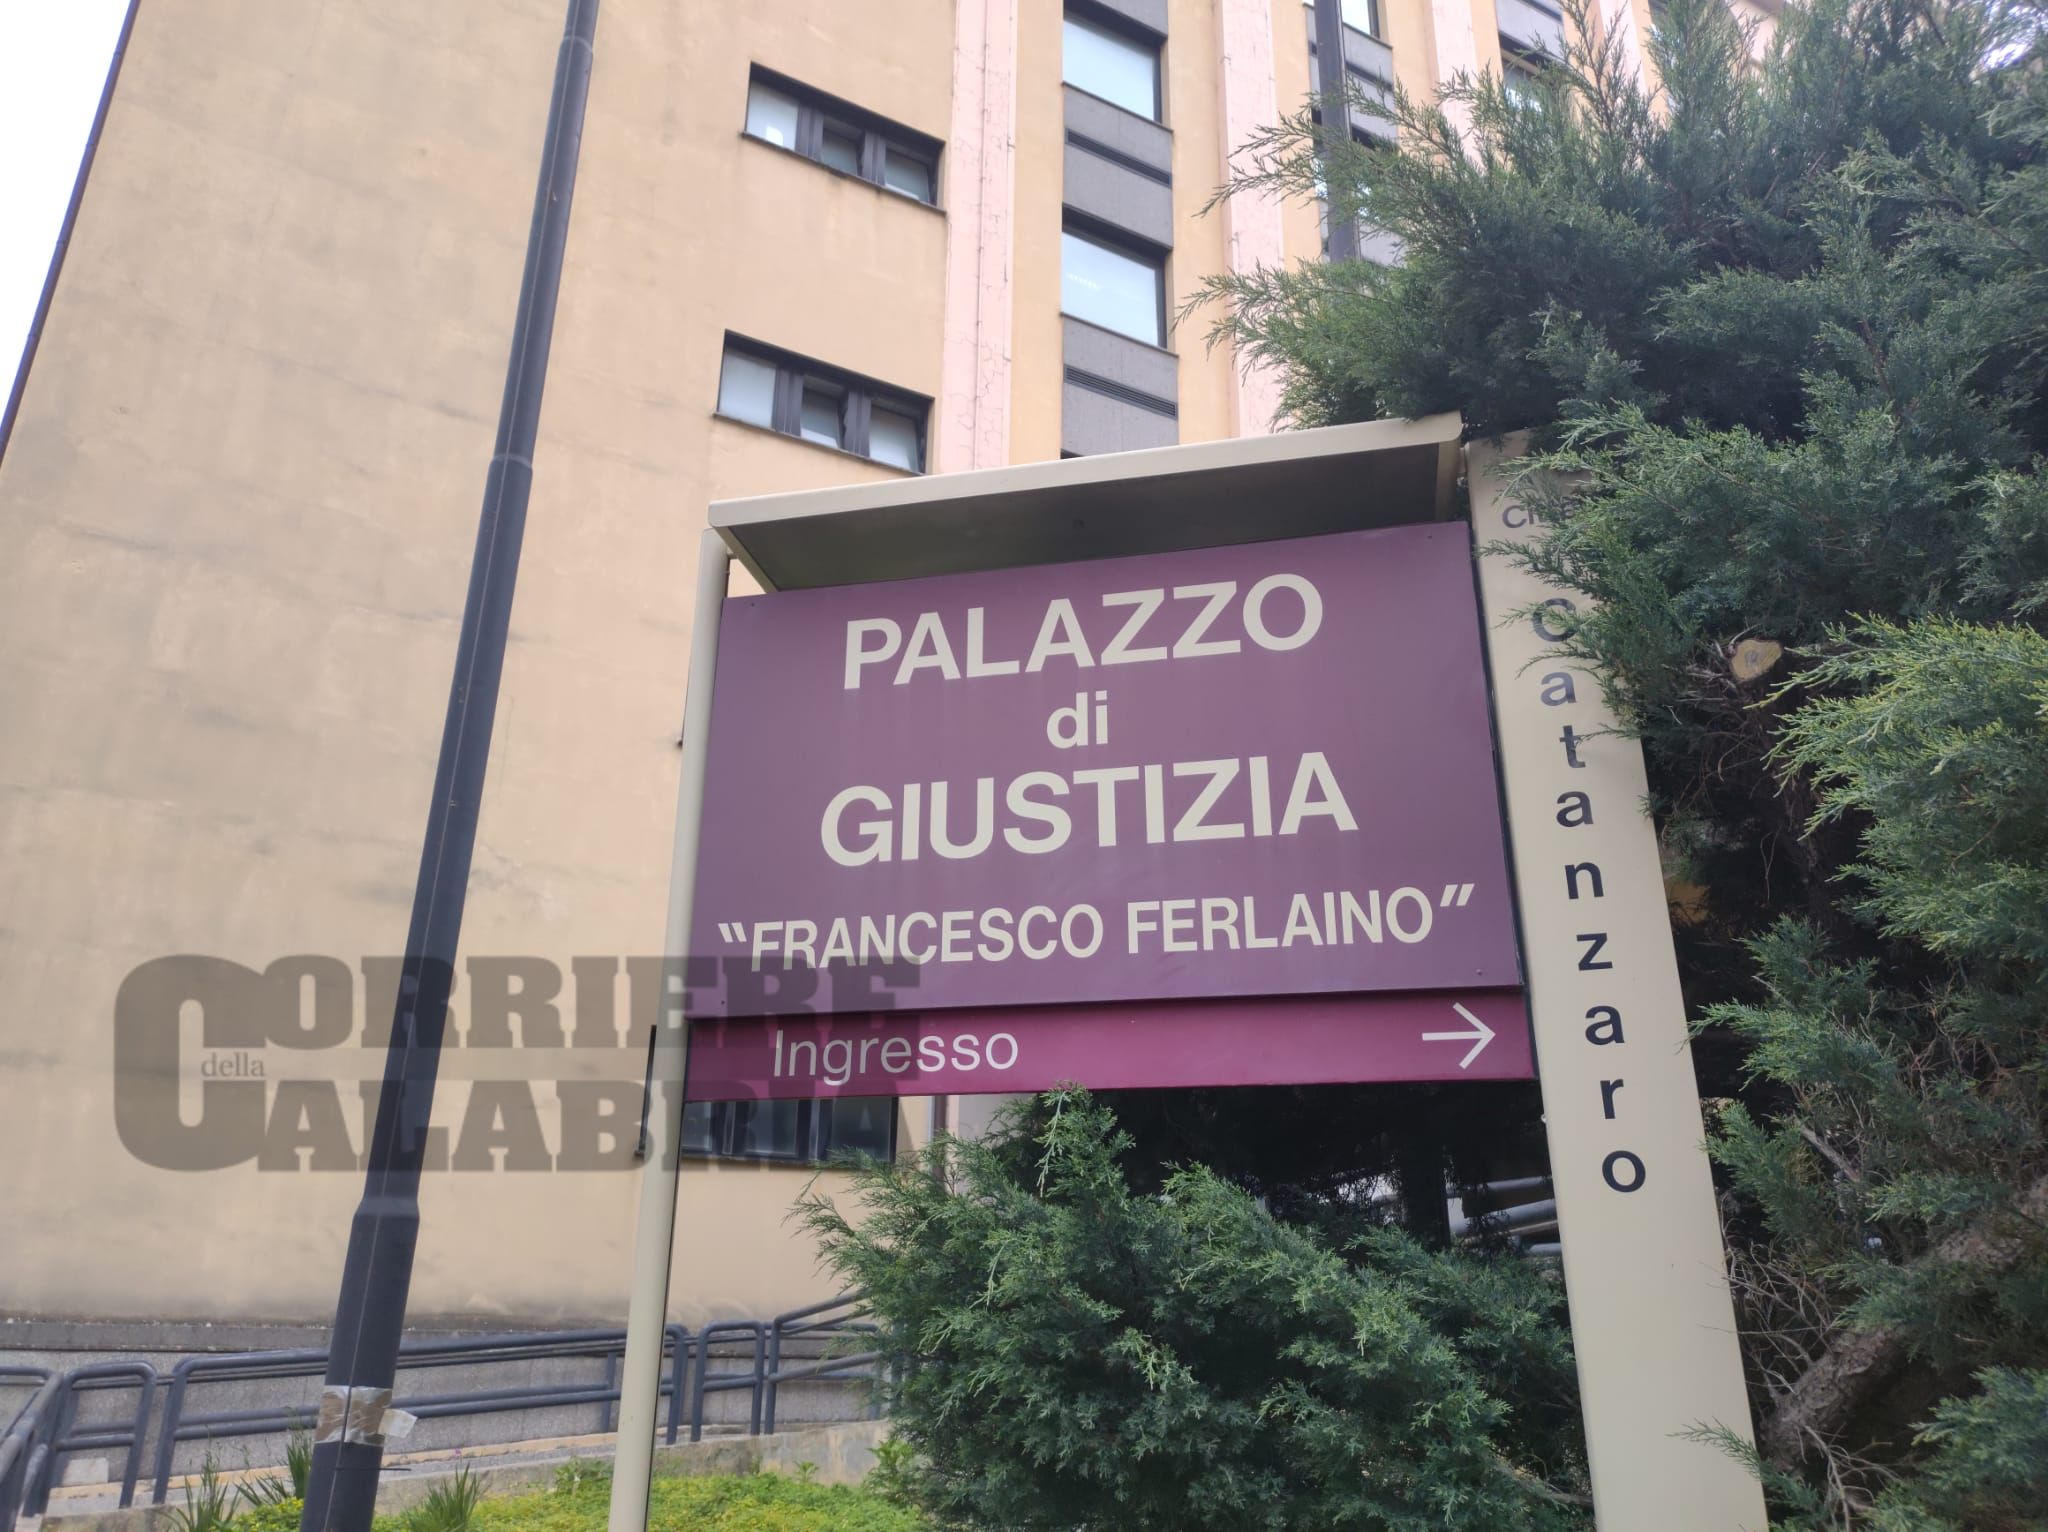 PALAZZO
di
GIUSTIZIA
"FRANCESCO FERLAINO"
Ingresso
Catanzaro
CORRIERE
della
CALABRIA